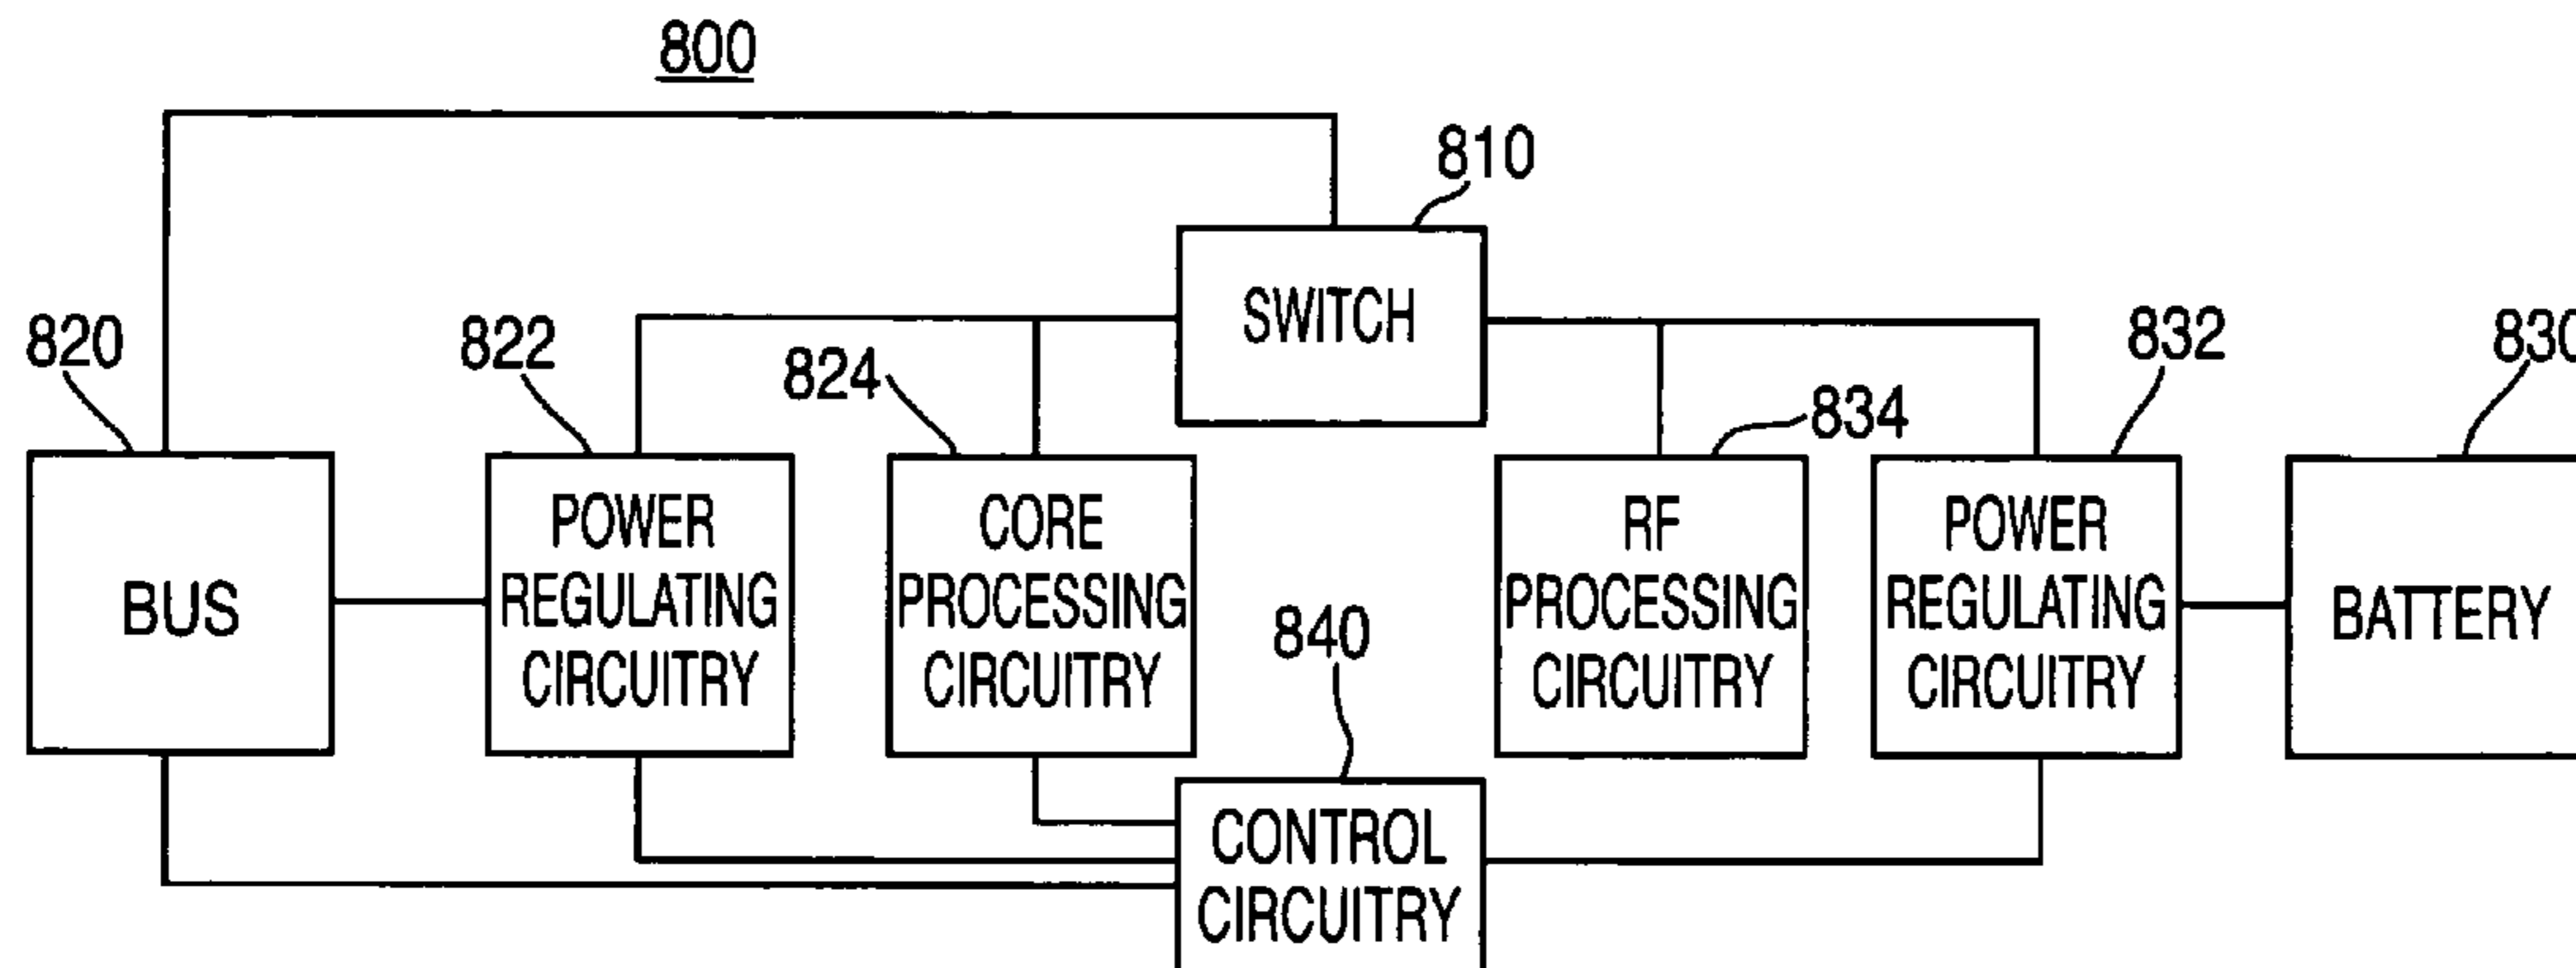 800
810
SWITCH
820
822
824
832
830
834
BUS
POWER
REGULATING
CIRCUITRY
CORE
PROCESSING
CIRCUITRY
RF
PROCESSING
CIRCUITRY
POWER
REGULATING
CIRCUITRY
BATTERY
840
CONTROL
CIRCUITRY